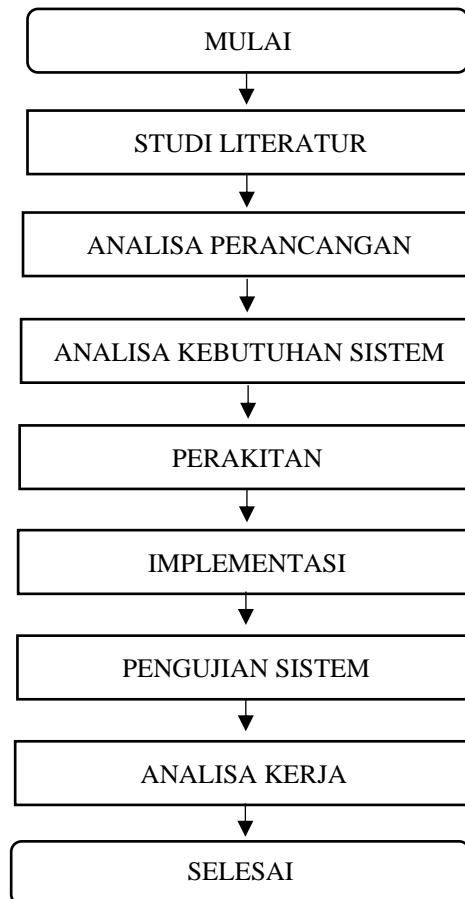 MULAI
STUDI LITERATUR
ANALISA PERANCANGAN
ANALISA KEBUTUHAN SISTEM
PERAKITAN
IMPLEMENTASI
PENGUJIAN SISTEM
ANALISA KERJA
SELESAI